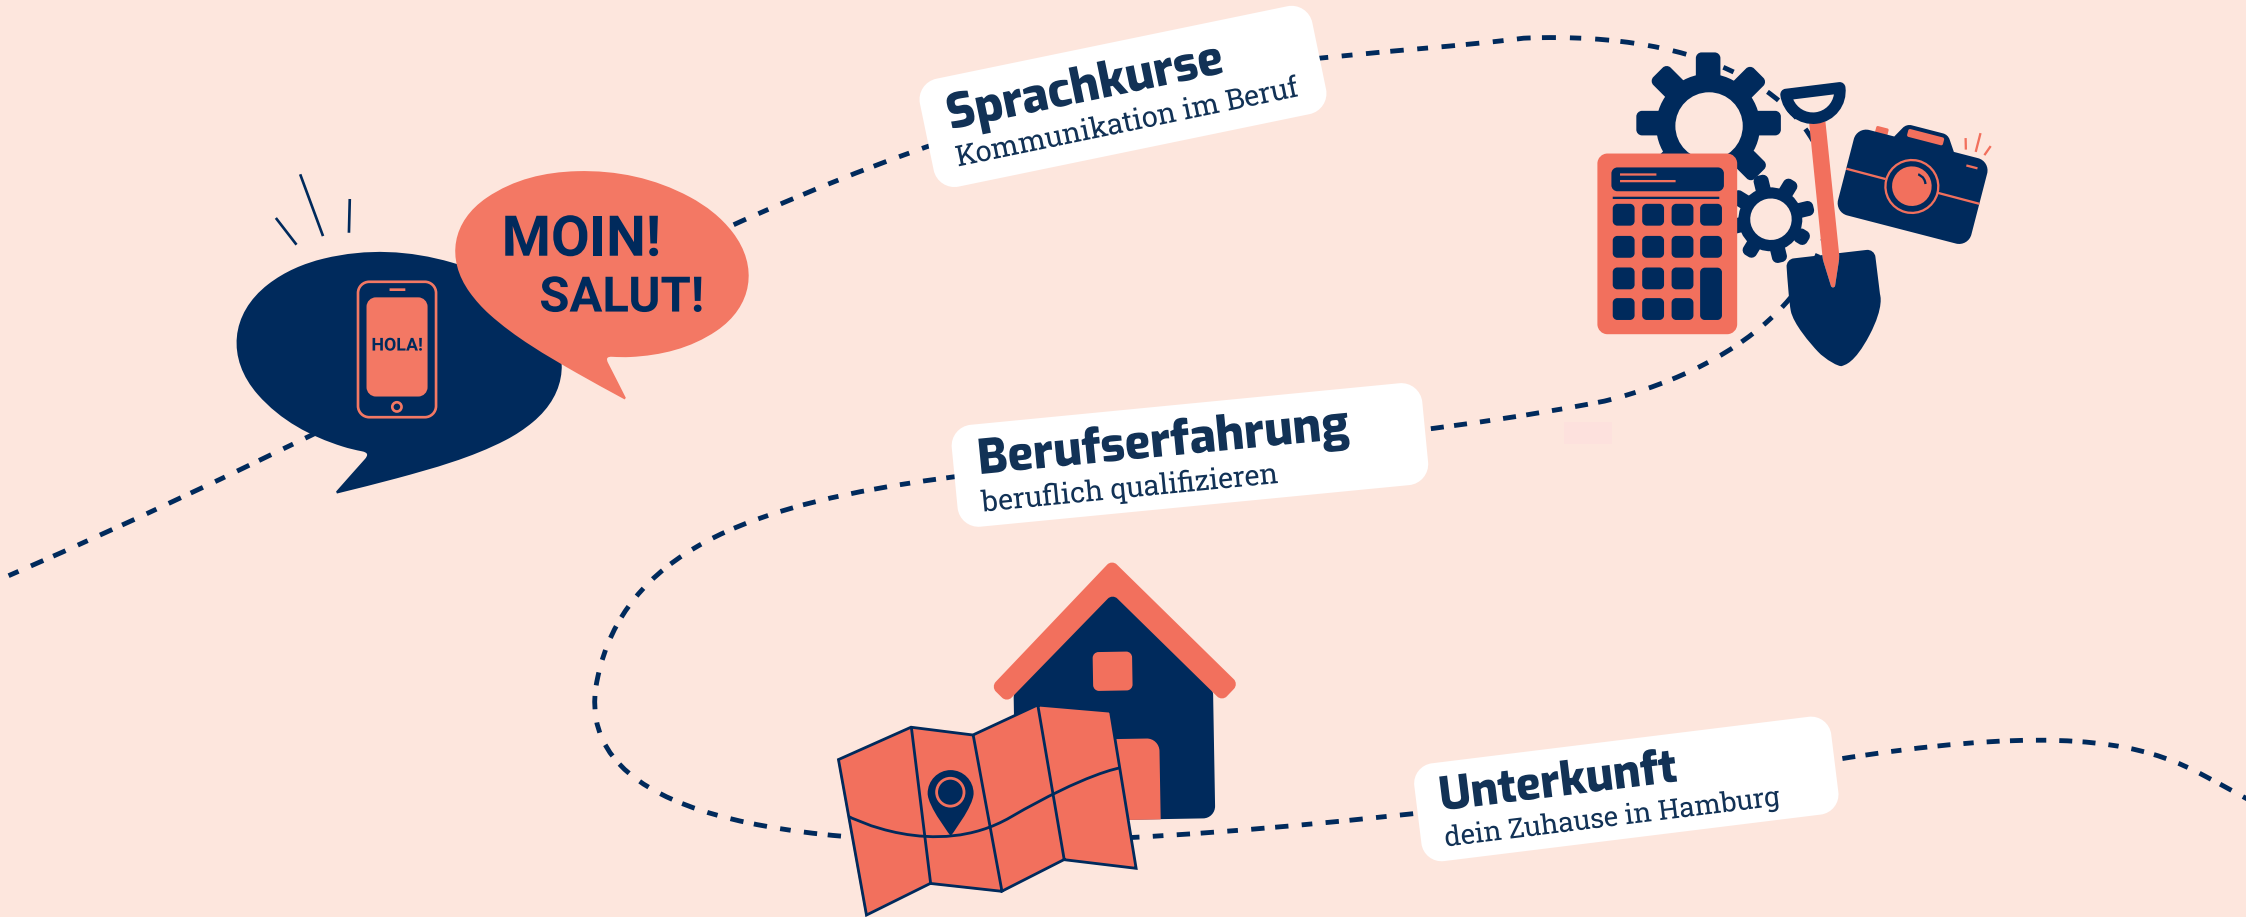 Sprachkurse
Kommunikation im Beruf
MOIN!
SALUT!
HOLA!
Berufserfahrung
beruflich qualifizieren
Unterkunft
dein Zuhause in Hamburg